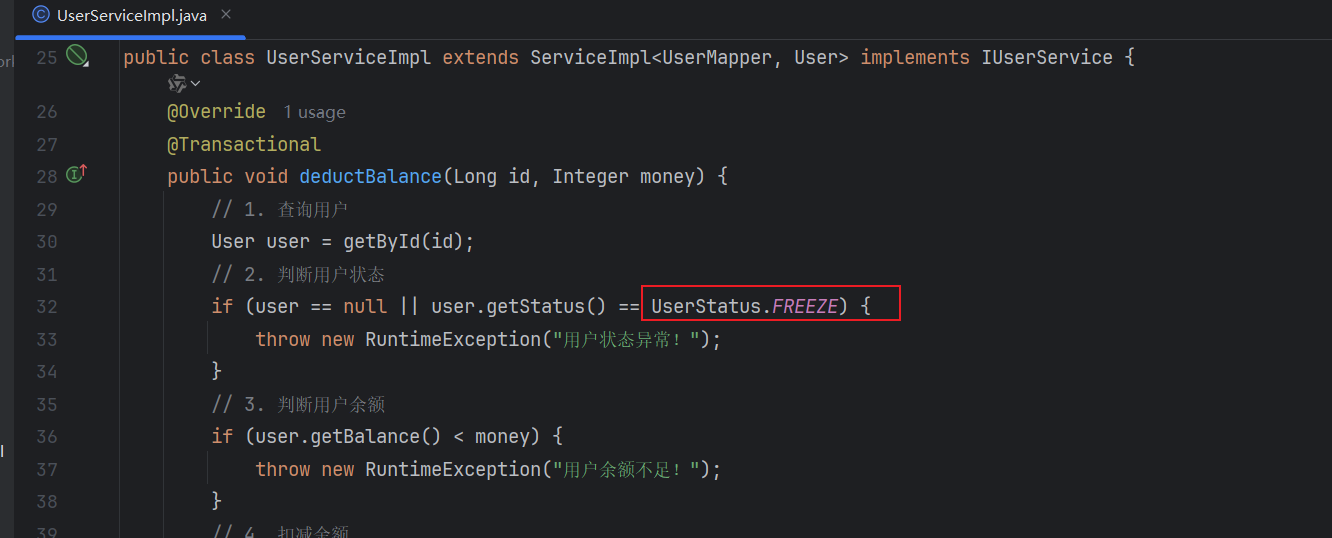 UserServiceImpl.java
25 public class UserServiceImpl extends ServiceImpl<UserMapper, User> implements IUserService {
26 @Override 1 usage
27 @Transactional
28 public void deductBalance(Long id, Integer money) {
29 // 1. 查询用户
30 User user = getById(id);
31 // 2. 判断用户状态
32 if (user == null || user.getStatus() == UserStatus.FREEZE) {
33 throw new RuntimeException("用户状态异常！");
34 }
35 // 3. 判断用户余额
36 if (user.getBalance() < money) {
37 throw new RuntimeException("用户余额不足！");
38 }
39 // 4. 扣减余额